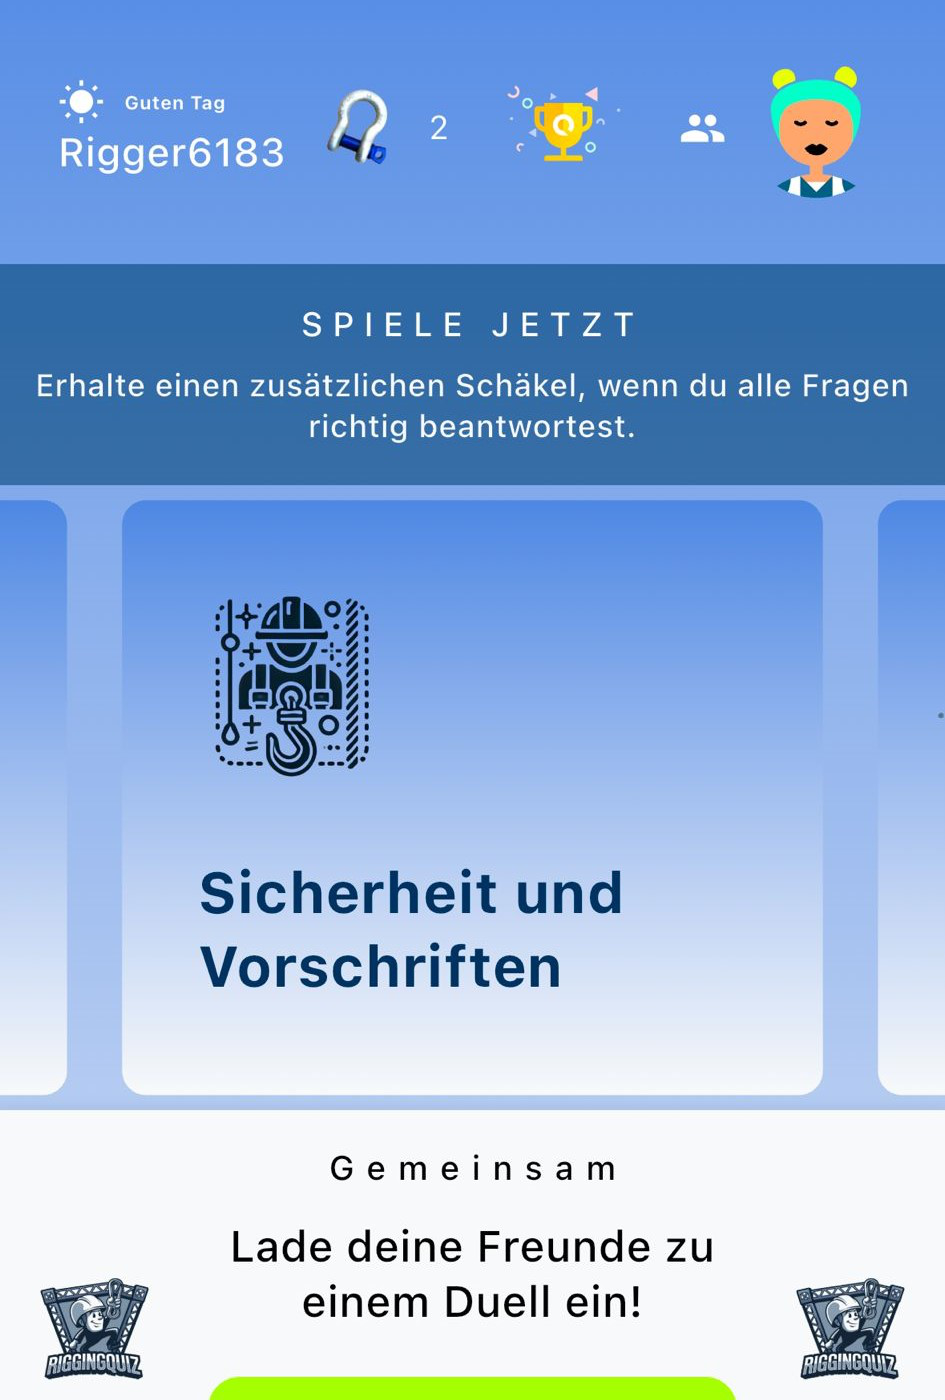 Guten Tag
Rigger6183
2
SPIELE JETZT
Erhalte einen zusätzlichen Schäkel, wenn du alle Fragen
richtig beantwortest.
Sicherheit und
Vorschriften
Gemeinsam
Lade deine Freunde zu
einem Duell ein!
RIGGINGQUIZ
RIGGINGQUIZ